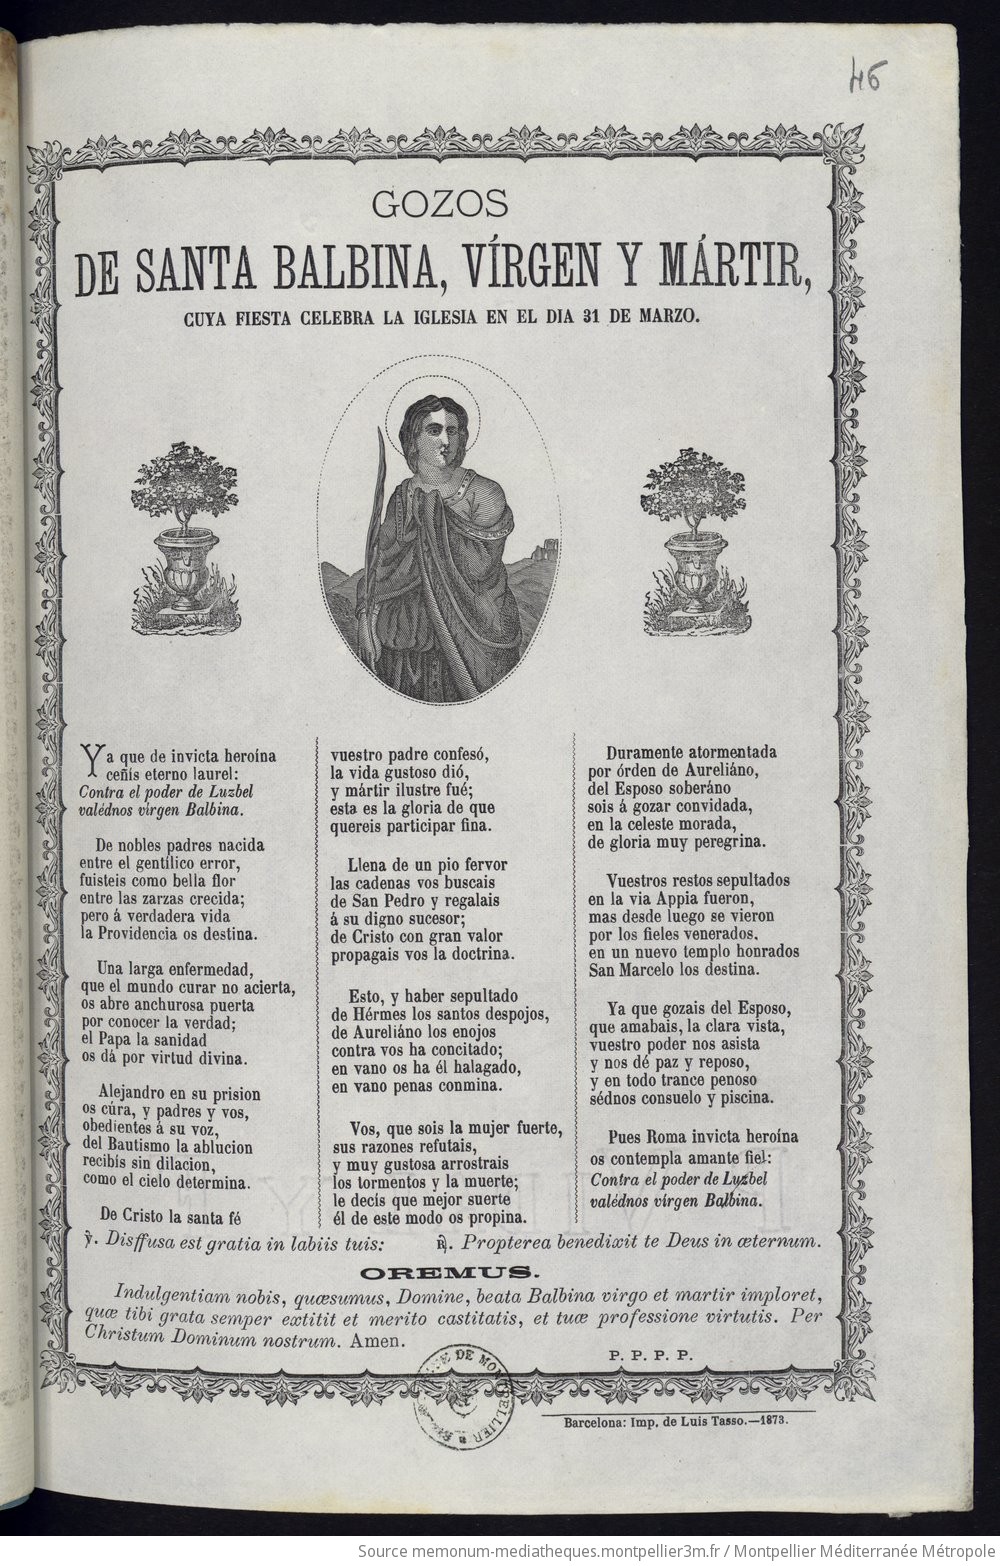 46
GOZOS
DE SANTA BALBINA, VÍRGEN Y MÁRTIR,
CUYA FIESTA CELEBRA LA IGLESIA EN EL DIA 31 DE MARZO.
Ya que de invicta heroína
ceñís eterno laurel:
Contra el poder de Luzbel
valédnos vírgen Balbina.
De nobles padres nacida
entre el gentílico error,
fuisteis como bella flor
entre las zarzas crecida;
pero á verdadera vida
la Providencia os destina.
Una larga enfermedad,
que el mundo curar no acierta,
os abre anchurosa puerta
por conocer la verdad;
el Papa la sanidad
os dá por virtud divina.
Alejandro en su prision
os cúra, y padres y vos,
obedientes á su voz,
del Bautismo la ablucion
recibís sin dilacion,
como el cielo determina.
De Cristo la santa fé
vuestro padre confesó,
la vida gustoso dió,
y mártir ilustre fué;
esta es la gloria de que
quereis participar fina.
Llena de un pio fervor
las cadenas vos buscais
de San Pedro y regalais
á su digno sucesor;
de Cristo con gran valor
propagais vos la doctrina.
Esto, y haber sepultado
de Hérmes los santos despojos,
de Aureliáno los enojos
contra vos ha concitado;
en vano os ha él halagado,
en vano penas conmina.
Vos, que sois la mujer fuerte,
sus razones refutais,
y muy gustosa arrostrais
los tormentos y la muerte;
le decís que mejor suerte
él de este modo os propina.
Duramente atormentada
por órden de Aureliáno,
del Esposo soberáno
sois á gozar convidada,
en la celeste morada,
de gloria muy peregrina.
Vuestros restos sepultados
en la via Appia fueron,
mas desde luego se vieron
por los fieles venerados.
en un nuevo templo honrados
San Marcelo los destina.
Ya que gozais del Esposo,
que amabais, la clara vista,
vuestro poder nos asista
y nos dé paz y reposo,
y en todo trance penoso
sédnos consuelo y piscina.
Pues Roma invicta heroína
os contempla amante fiel:
Contra el poder de Luzbel
valédnos vírgen Balbina.
℣. Disffusa est gratia in labiis tuis: ℟. Propterea benedixit te Deus in æternum.
OREMUS.
Indulgentiam nobis, quæsumus, Domine, beata Balbina virgo et martir imploret,
quæ tibi grata semper extitit et merito castitatis, et tuæ professione virtutis. Per
Christum Dominum nostrum. Amen.
P. P. P. P.
DE MONTPELLIER
Barcelona: Imp. de Luis Tasso.—1873.
Source memonum-mediatheques.montpellier3m.fr / Montpellier Méditerranée Métropole